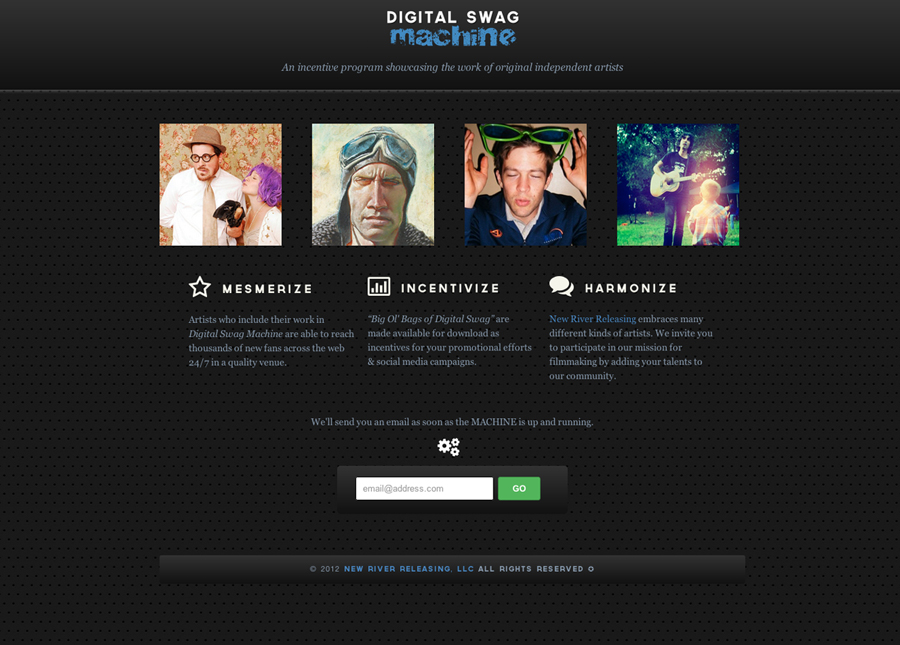 DIGITAL SWAG
machine
An incentive program showcasing the work of original independent artists
MESMERIZE
Artists who include their work in
Digital Swag Machine are able to reach
thousands of new fans across the web
24/7 in a quality venue.
INCENTIVIZE
"Big Ol' Bags of Digital Swag" are
made available for download as
incentives for your promotional efforts
& social media campaigns.
HARMONIZE
New River Releasing embraces many
different kinds of artists. We invite you
to participate in our mission for
filmmaking by adding your talents to
our community.
We'll send you an email as soon as the MACHINE is up and running.
email@address.com
GO
© 2012 NEW RIVER RELEASING, LLC ALL RIGHTS RESERVED